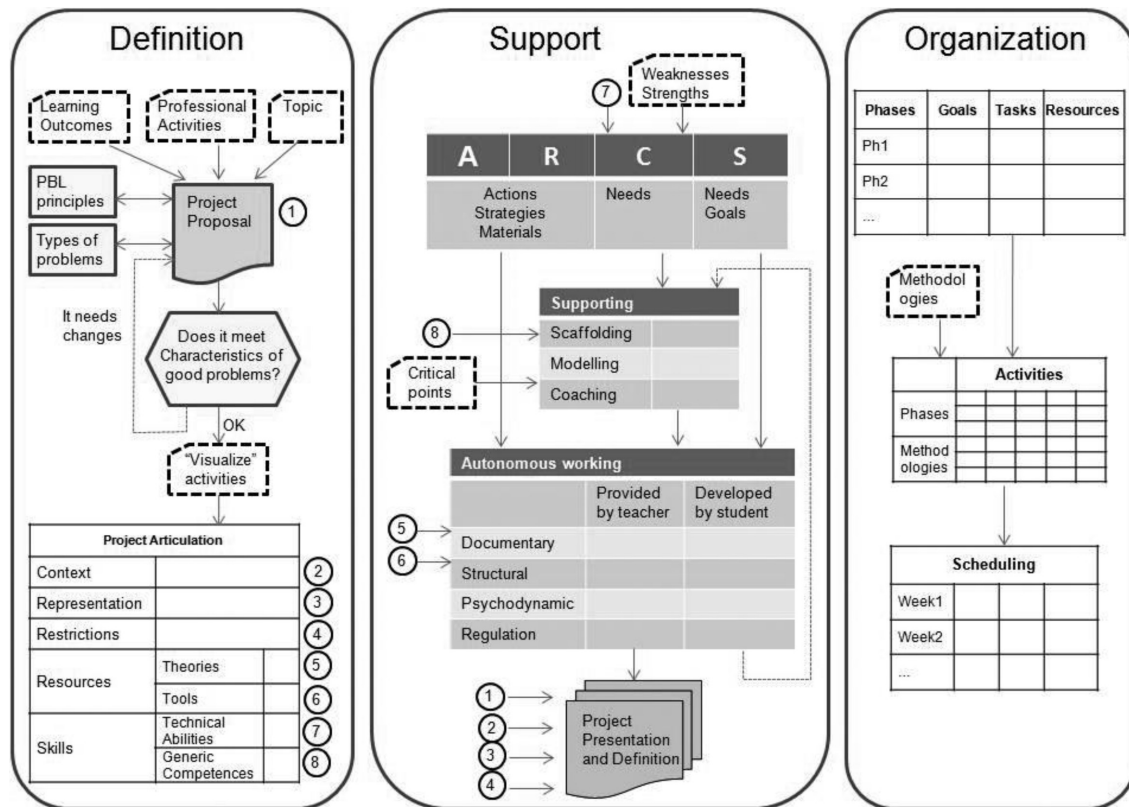 Definition
Learning
Outcomes
Professional
Activities
Topic
PBL
principles
Types of
problems
Project
Proposal
1
It needs
changes
Does it meet
Characteristics of
good problems?
OK
“Visualize”
activities
Project Articulation
Context
2
Representation
3
Restrictions
4
Resources
Theories
5
Tools
6
Skills
Technical
Abilities
7
Generic
Competences
8
Support
7
Weaknesses
Strengths
A R C S
Actions
Strategies
Materials
Needs
Needs
Goals
Supporting
8
Scaffolding
Modelling
Coaching
Critical
points
Autonomous working
Provided
by teacher
Developed
by student
5
Documentary
6
Structural
Psychodynamic
Regulation
1
2
3
4
Project
Presentation
and Definition
Organization
Phases Goals Tasks Resources
Ph1
Ph2
...
Methodol
ogies
Activities
Phases
Method
ologies
Scheduling
Week1
Week2
...